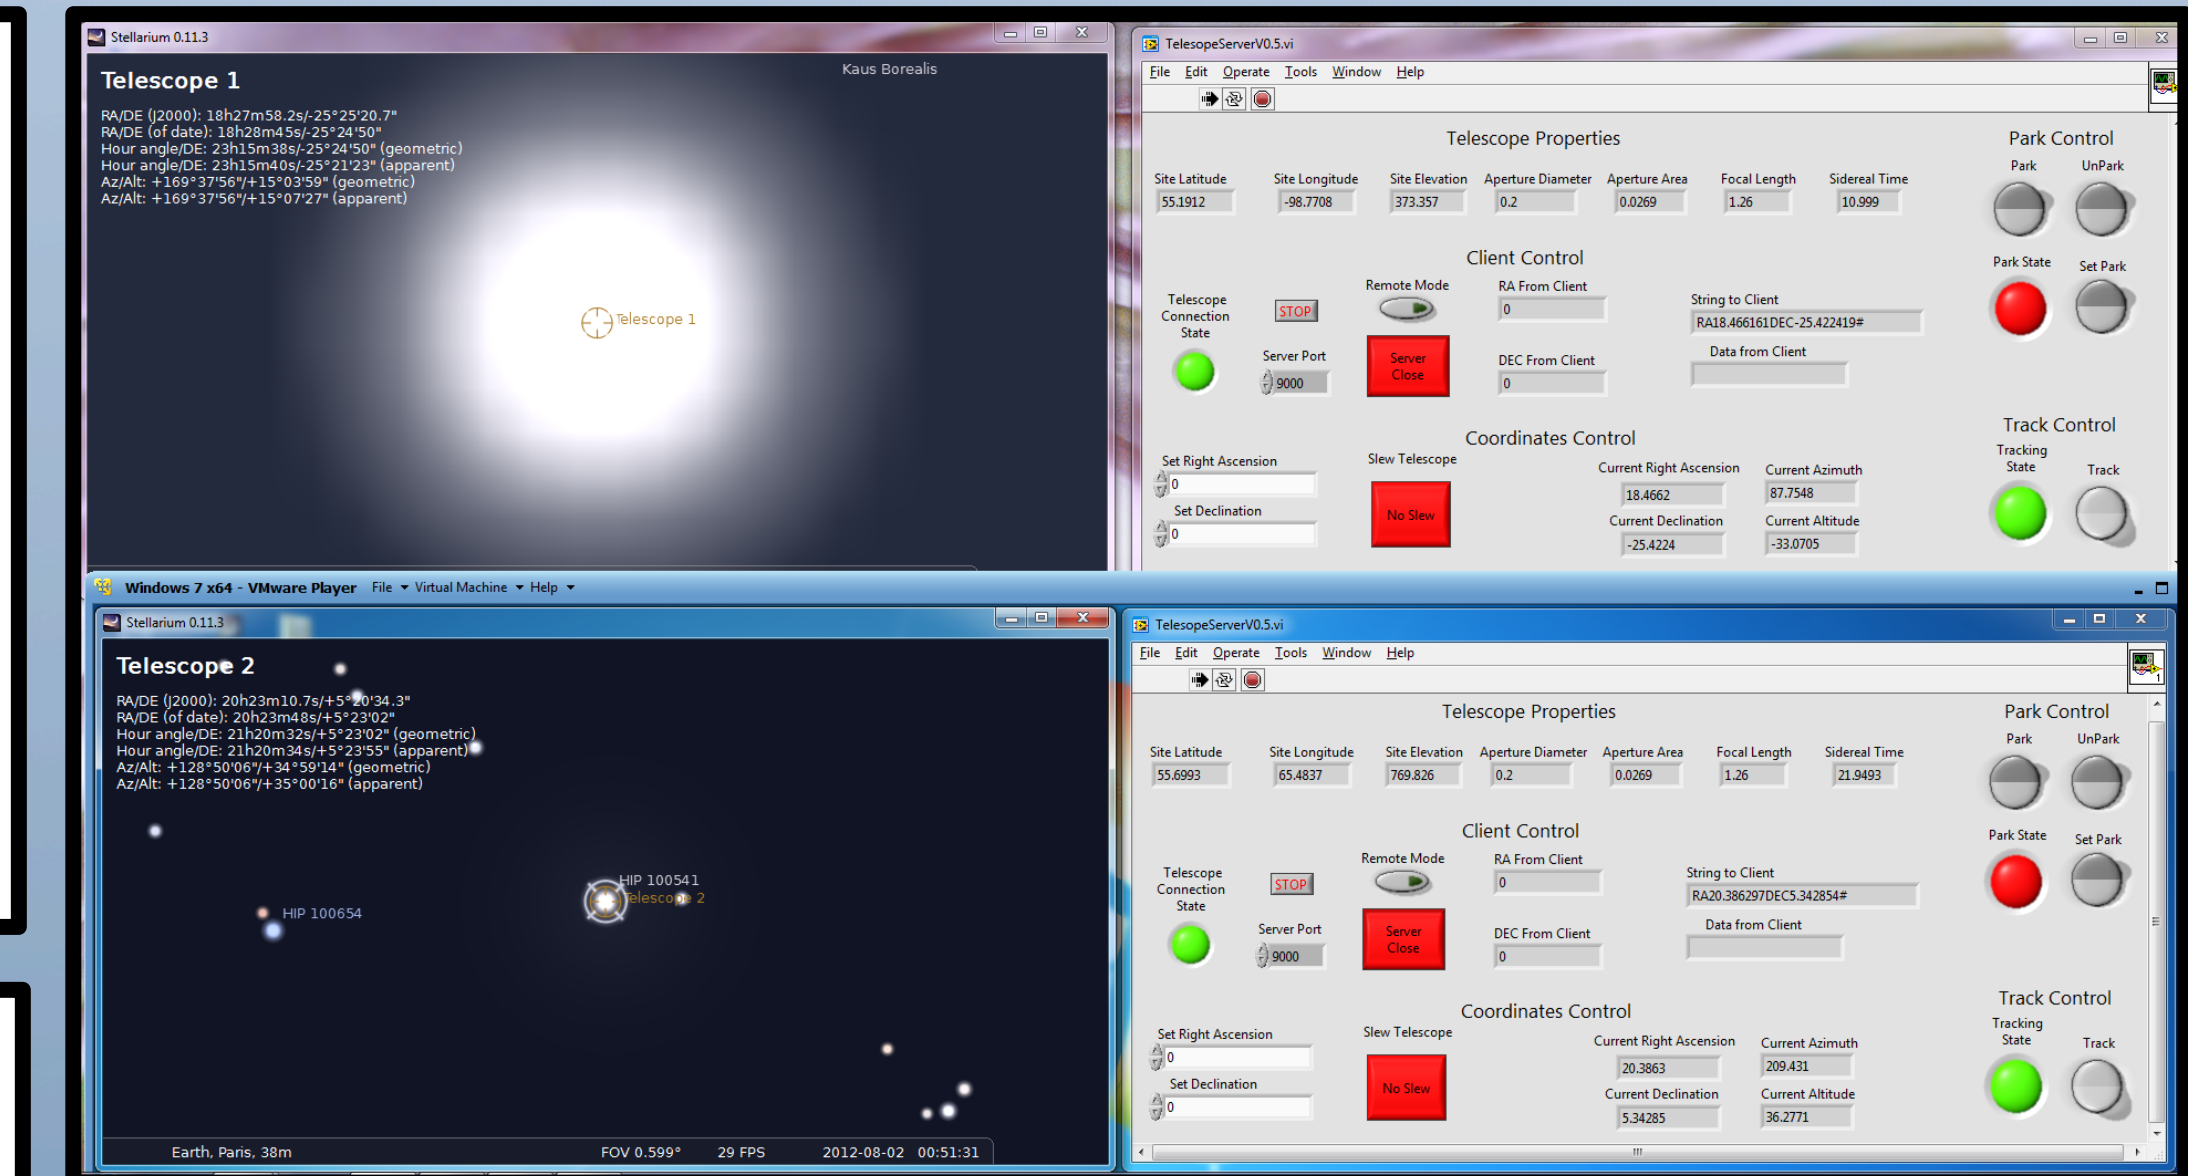 Stellarium 0.11.3
Telescope 1
RA/DE (J2000): 18h27m58.2s/-25°25'20.7"
RA/DE (of date): 18h28m45s/-25°24'50"
Hour angle/DE: 23h15m38s/-25°24'50" (geometric)
Hour angle/DE: 23h15m40s/-25°21'23" (apparent)
Az/Alt: +169°37'56"/+15°03'59" (geometric)
Az/Alt: +169°37'56"/+15°07'27" (apparent)
Kaus Borealis
Telescope 1
TelesopeServerV0.5.vi
File Edit Operate Tools Window Help
Telescope Properties
Site Latitude Site Longitude Site Elevation Aperture Diameter Aperture Area Focal Length Sidereal Time
55.1912 -98.7708 373.357 0.2 0.0269 1.26 10.999
Park Control
Park UnPark
Park State Set Park
Client Control
Telescope Connection State
STOP
Server Port
9000
Remote Mode
Server Close
RA From Client
0
DEC From Client
0
String to Client
RA18.466161DEC-25.422419#
Data from Client
Coordinates Control
Set Right Ascension
0
Set Declination
0
Slew Telescope
No Slew
Current Right Ascension Current Azimuth
18.4662 87.7548
Current Declination Current Altitude
-25.4224 -33.0705
Track Control
Tracking State Track
Windows 7 x64 - VMware Player File Virtual Machine Help
Stellarium 0.11.3
Telescope 2
RA/DE (J2000): 20h23m10.7s/+5°20'34.3"
RA/DE (of date): 20h23m48s/+5°23'02"
Hour angle/DE: 21h20m32s/+5°23'02" (geometric)
Hour angle/DE: 21h20m34s/+5°23'55" (apparent)
Az/Alt: +128°50'06"/+34°59'14" (geometric)
Az/Alt: +128°50'06"/+35°00'16" (apparent)
HIP 100541
Telescope 2
HIP 100654
Earth, Paris, 38m FOV 0.599° 29 FPS 2012-08-02 00:51:31
TelesopeServerV0.5.vi
File Edit Operate Tools Window Help
1
Telescope Properties
Site Latitude Site Longitude Site Elevation Aperture Diameter Aperture Area Focal Length Sidereal Time
55.6993 65.4837 769.826 0.2 0.0269 1.26 21.9493
Park Control
Park UnPark
Park State Set Park
Client Control
Telescope Connection State
STOP
Server Port
9000
Remote Mode
Server Close
RA From Client
0
DEC From Client
0
String to Client
RA20.386297DEC5.342854#
Data from Client
Coordinates Control
Set Right Ascension
0
Set Declination
0
Slew Telescope
No Slew
Current Right Ascension Current Azimuth
20.3863 209.431
Current Declination Current Altitude
5.34285 36.2771
Track Control
Tracking State Track